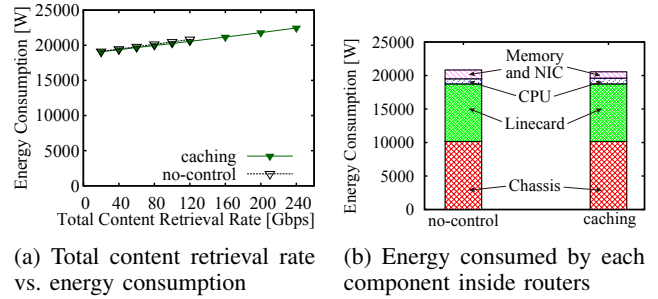 Energy Consumption [W]
25000
20000
15000
10000
5000
0
caching
no-control
0 40 80 120 160 200 240
Total Content Retrieval Rate [Gbps]
(a) Total content retrieval rate
vs. energy consumption
Energy Consumption [W]
25000
20000
15000
10000
5000
0
Memory
and NIC
CPU
Linecard
Chassis
no-control caching
(b) Energy consumed by each
component inside routers